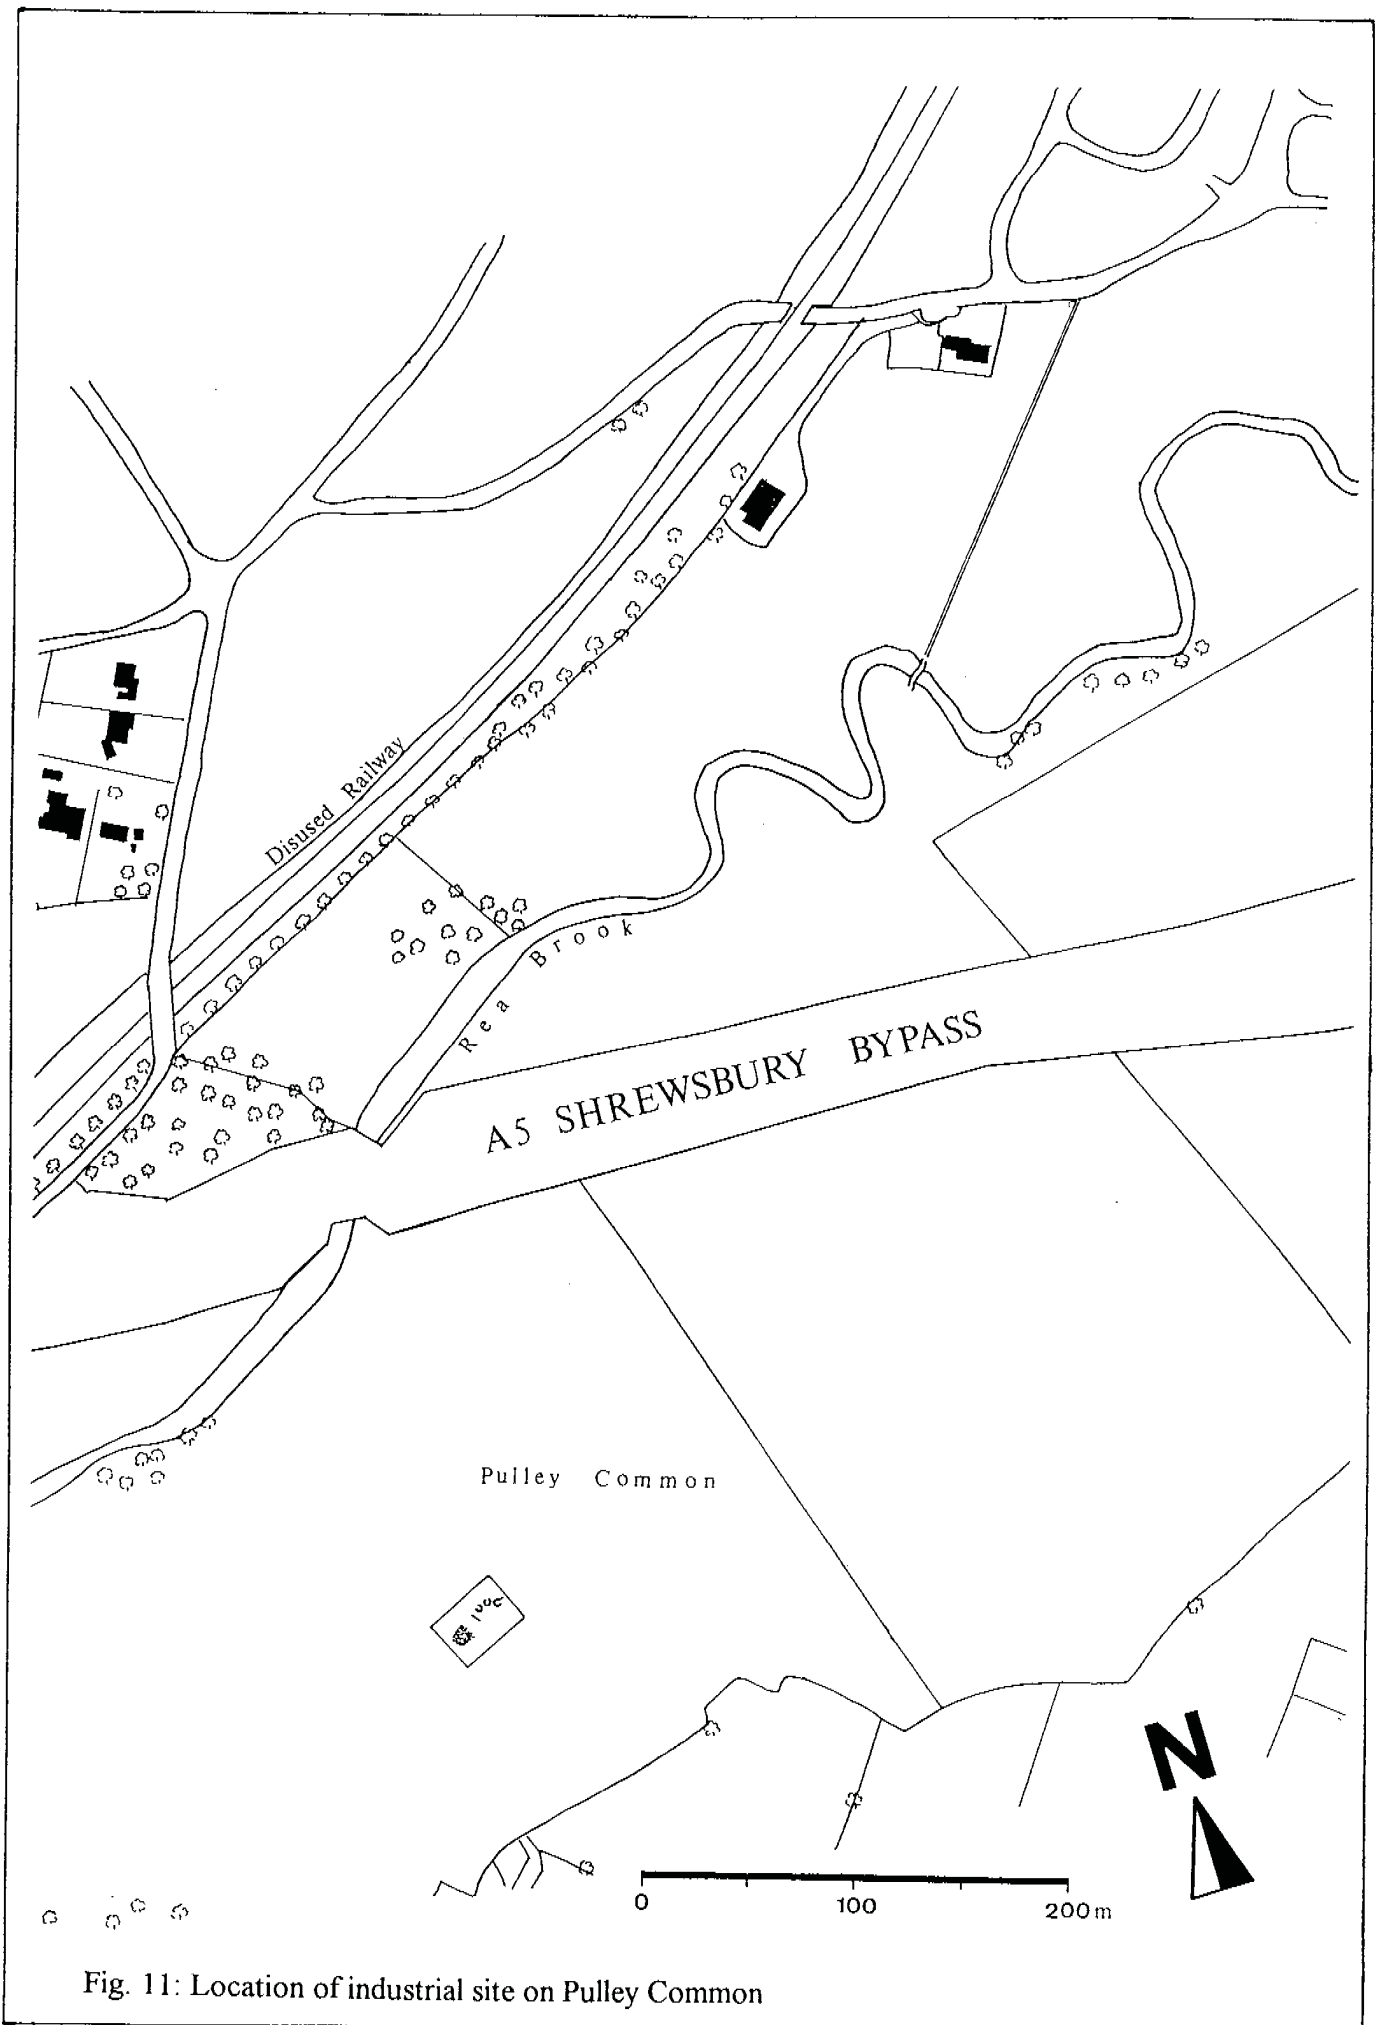 Disused Railway
Rea Brook
A5 SHREWSBURY BYPASS
Pulley Common
N
0 100 200m
Fig. 11: Location of industrial site on Pulley Common